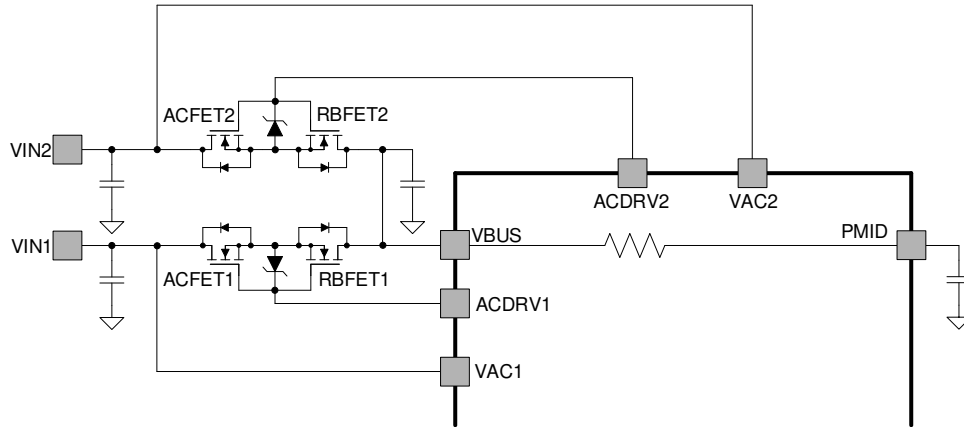 ACFET2
RBFET2
VIN2
ACDRV2
VAC2
VIN1
VBUS
PMID
ACFET1
RBFET1
ACDRV1
VAC1